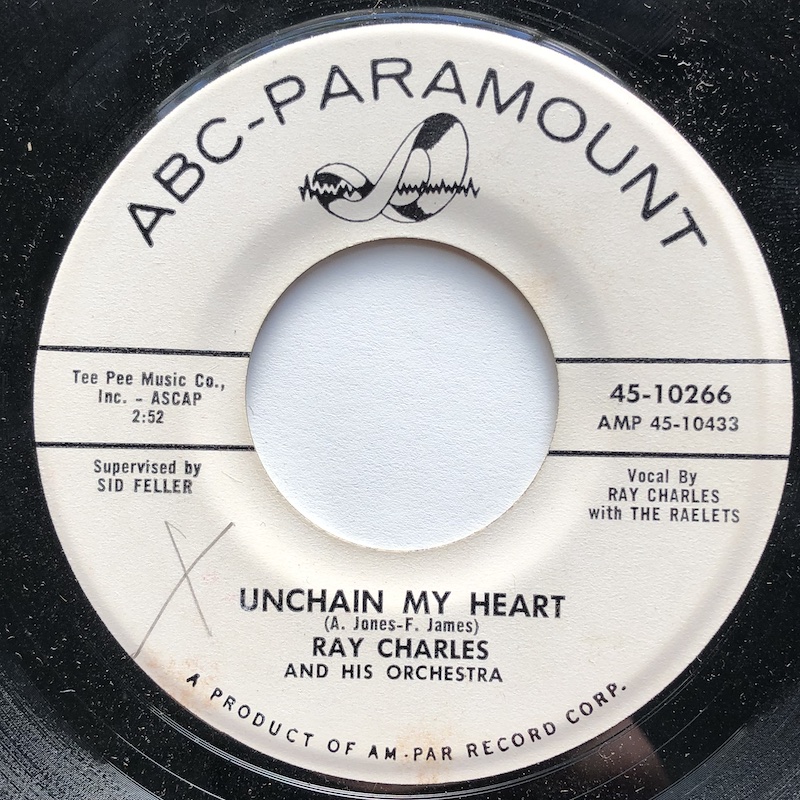 ABC-PARAMOUNT
Tee Pee Music Co.,
Inc. - ASCAP
2:52
45-10266
AMP 45-10433
Supervised by
SID FELLER
Vocal By
RAY CHARLES
with THE RAELETS
X
UNCHAIN MY HEART
(A. Jones-F. James)
RAY CHARLES
AND HIS ORCHESTRA
A PRODUCT OF AM-PAR RECORD CORP.